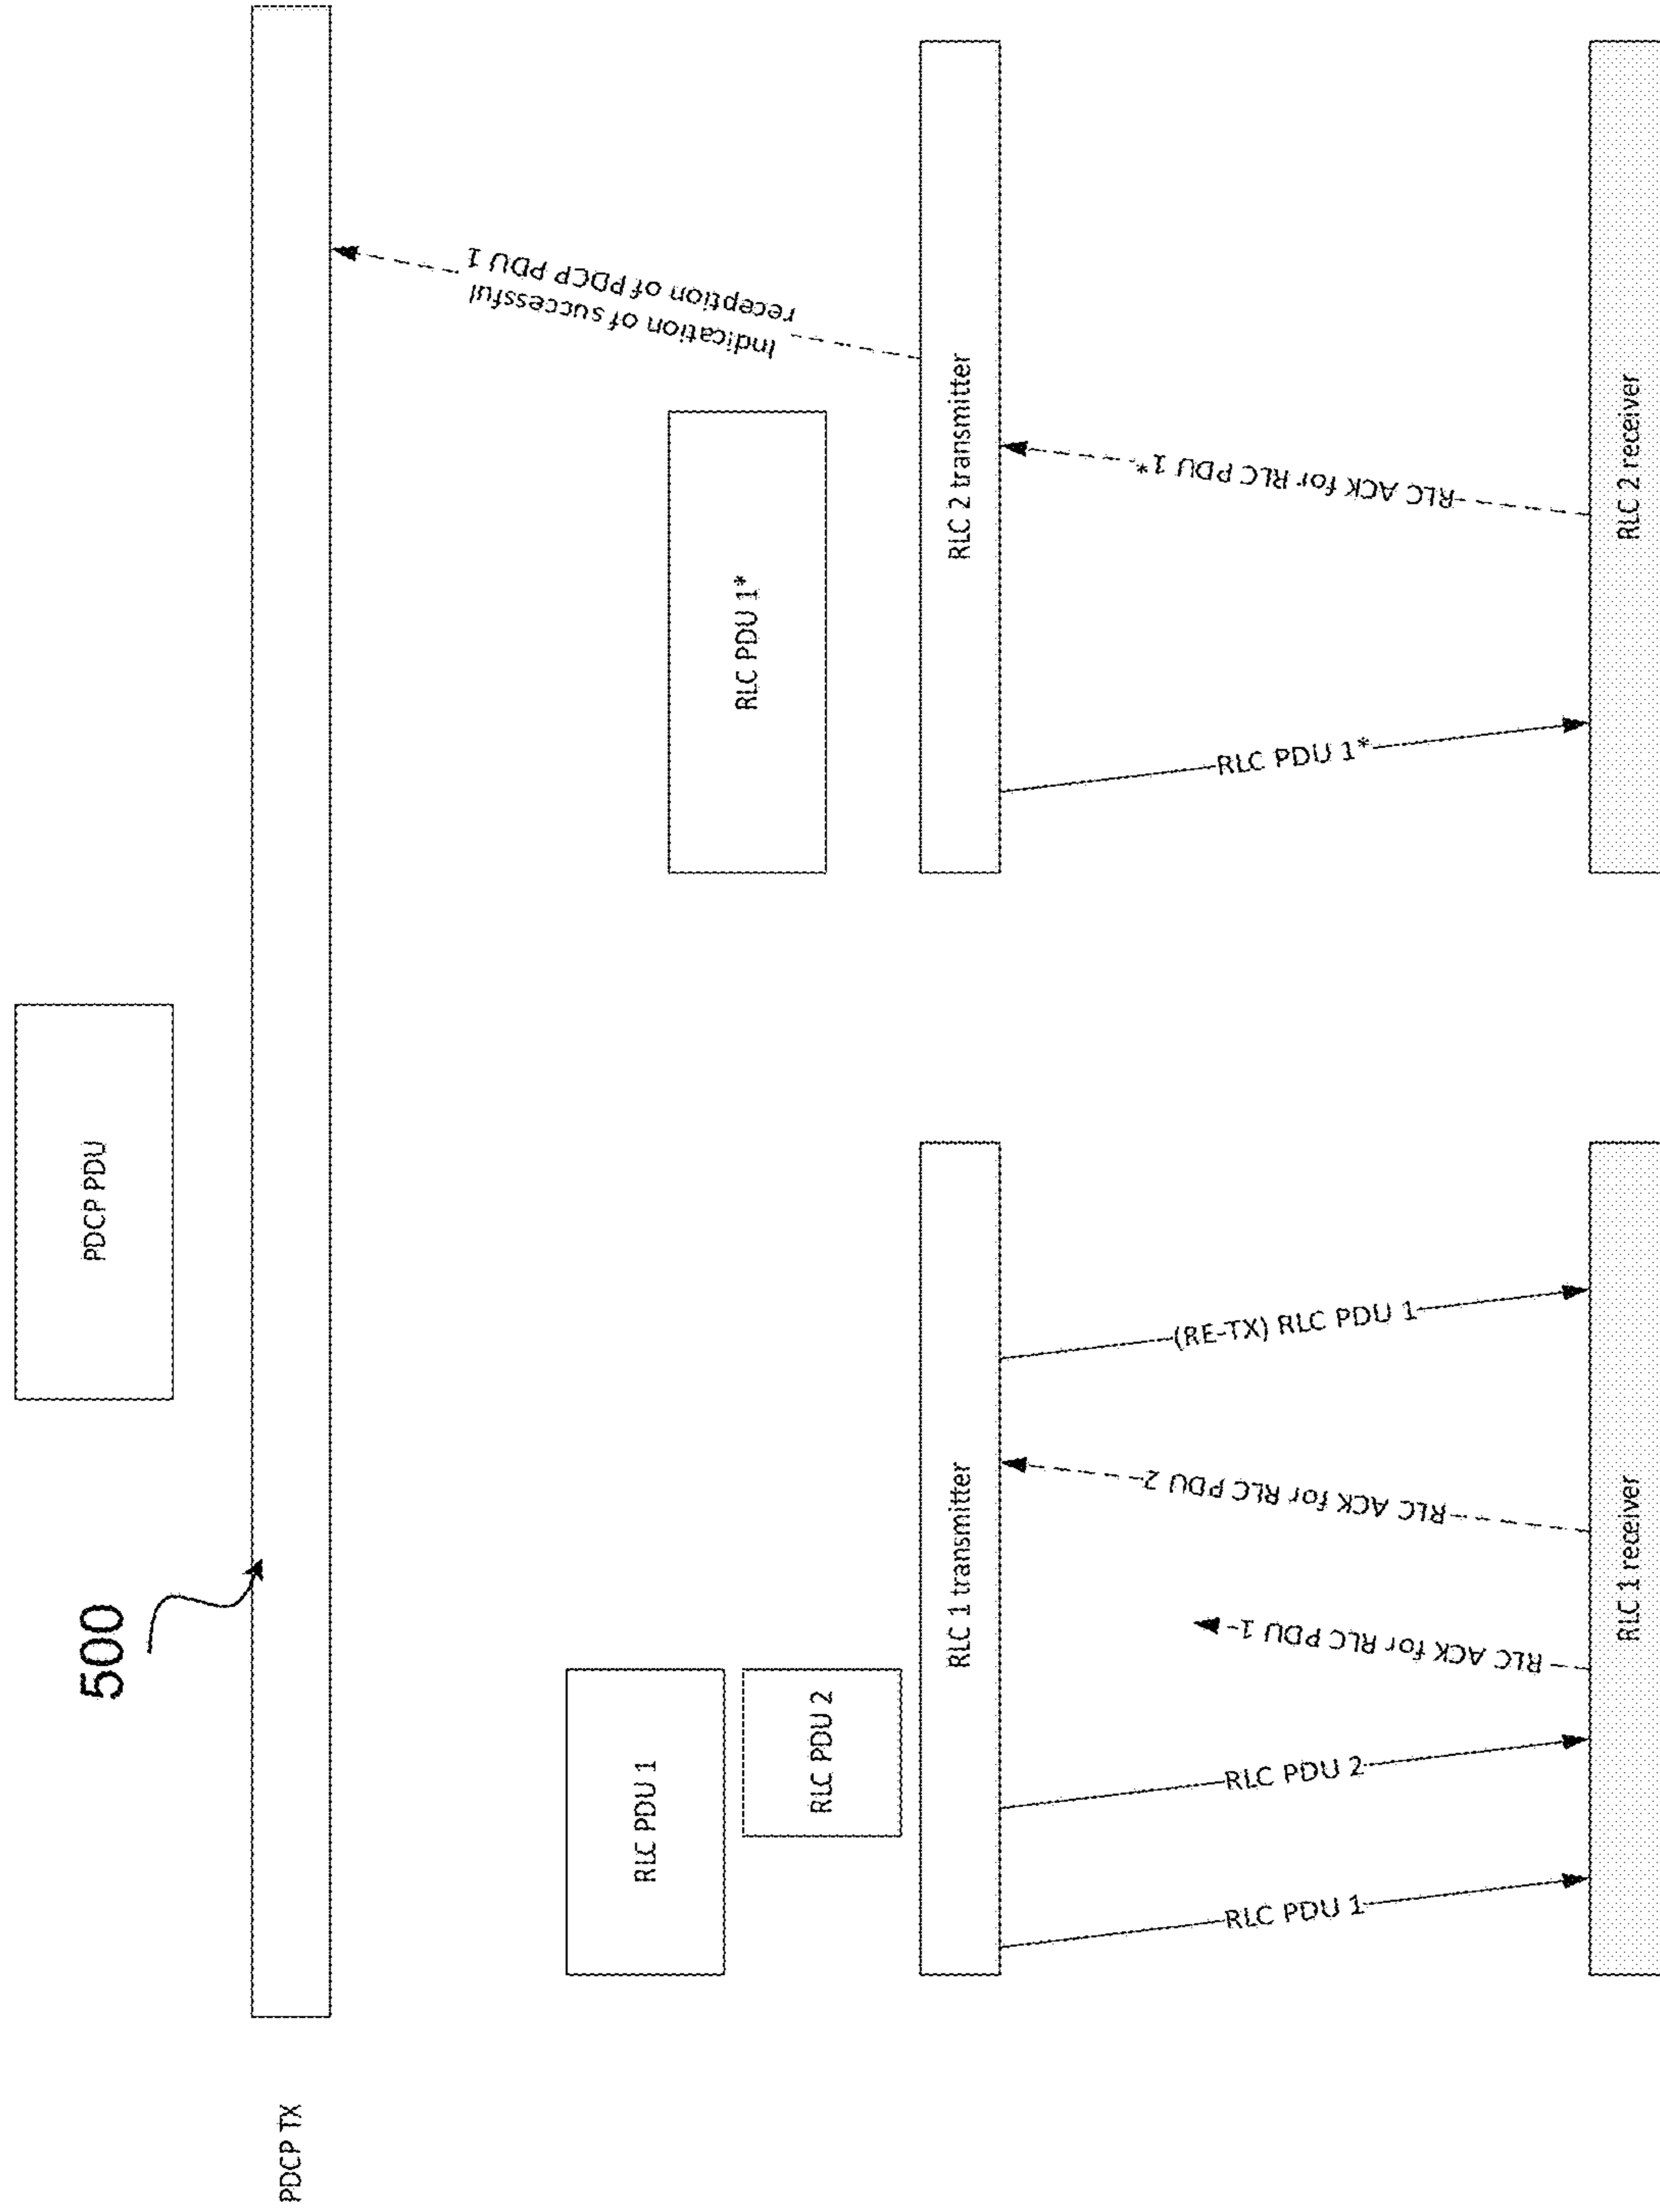 500
PDCP PDU
PDCP TX
RLC PDU 1
RLC PDU 2
RLC PDU 1*
Indication of successful
reception of PDCP PDU 1
RLC 1 transmitter
RLC 2 transmitter
RLC PDU 1
RLC PDU 2
RLC ACK for RLC PDU 1
RLC ACK for RLC PDU 2
(RE-TX) RLC PDU 1
RLC PDU 1*
RLC ACK for RLC PDU 1*
RLC 1 receiver
RLC 2 receiver